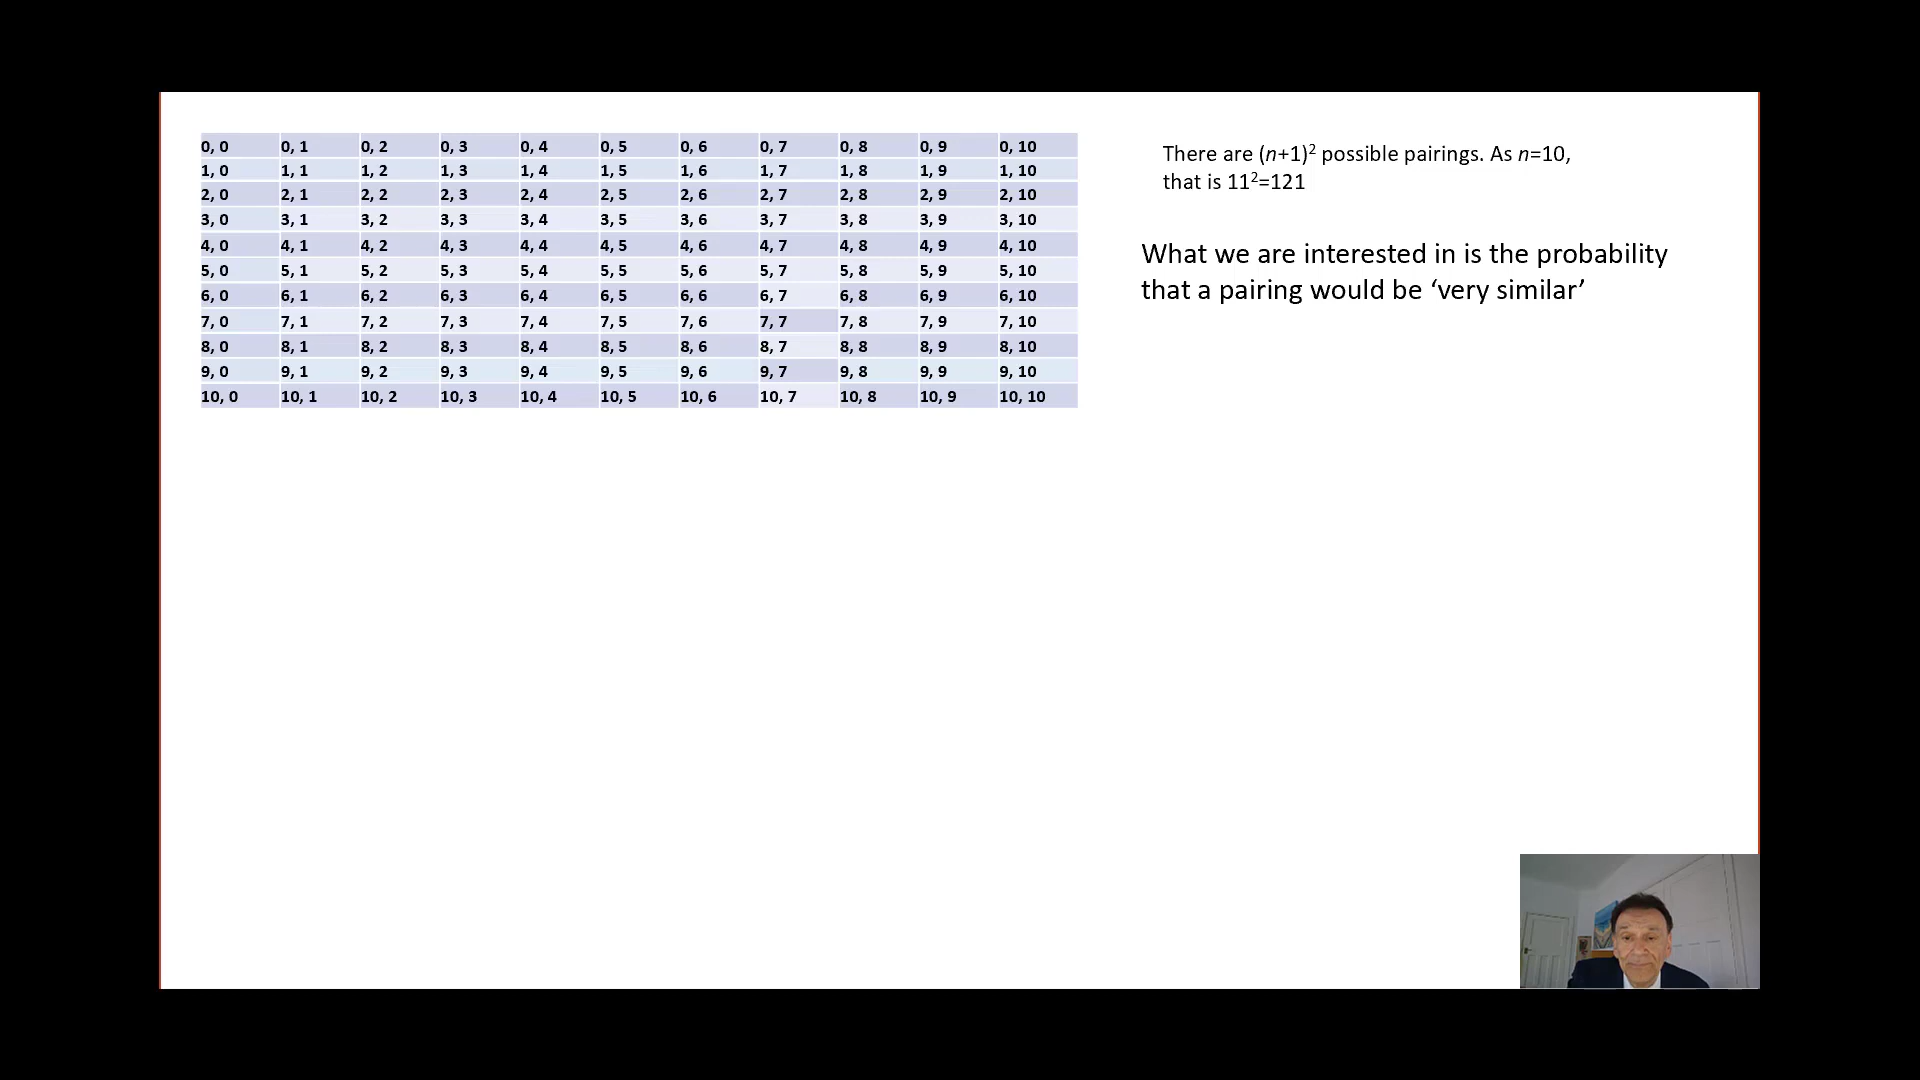 0, 0 0, 1 0, 2 0, 3 0, 4 0, 5 0, 6 0, 7 0, 8 0, 9 0, 10
1, 0 1, 1 1, 2 1, 3 1, 4 1, 5 1, 6 1, 7 1, 8 1, 9 1, 10
2, 0 2, 1 2, 2 2, 3 2, 4 2, 5 2, 6 2, 7 2, 8 2, 9 2, 10
3, 0 3, 1 3, 2 3, 3 3, 4 3, 5 3, 6 3, 7 3, 8 3, 9 3, 10
4, 0 4, 1 4, 2 4, 3 4, 4 4, 5 4, 6 4, 7 4, 8 4, 9 4, 10
5, 0 5, 1 5, 2 5, 3 5, 4 5, 5 5, 6 5, 7 5, 8 5, 9 5, 10
6, 0 6, 1 6, 2 6, 3 6, 4 6, 5 6, 6 6, 7 6, 8 6, 9 6, 10
7, 0 7, 1 7, 2 7, 3 7, 4 7, 5 7, 6 7, 7 7, 8 7, 9 7, 10
8, 0 8, 1 8, 2 8, 3 8, 4 8, 5 8, 6 8, 7 8, 8 8, 9 8, 10
9, 0 9, 1 9, 2 9, 3 9, 4 9, 5 9, 6 9, 7 9, 8 9, 9 9, 10
10, 0 10, 1 10, 2 10, 3 10, 4 10, 5 10, 6 10, 7 10, 8 10, 9 10, 10
There are (n+1)² possible pairings. As n=10,
that is 11²=121
What we are interested in is the probability
that a pairing would be ‘very similar’